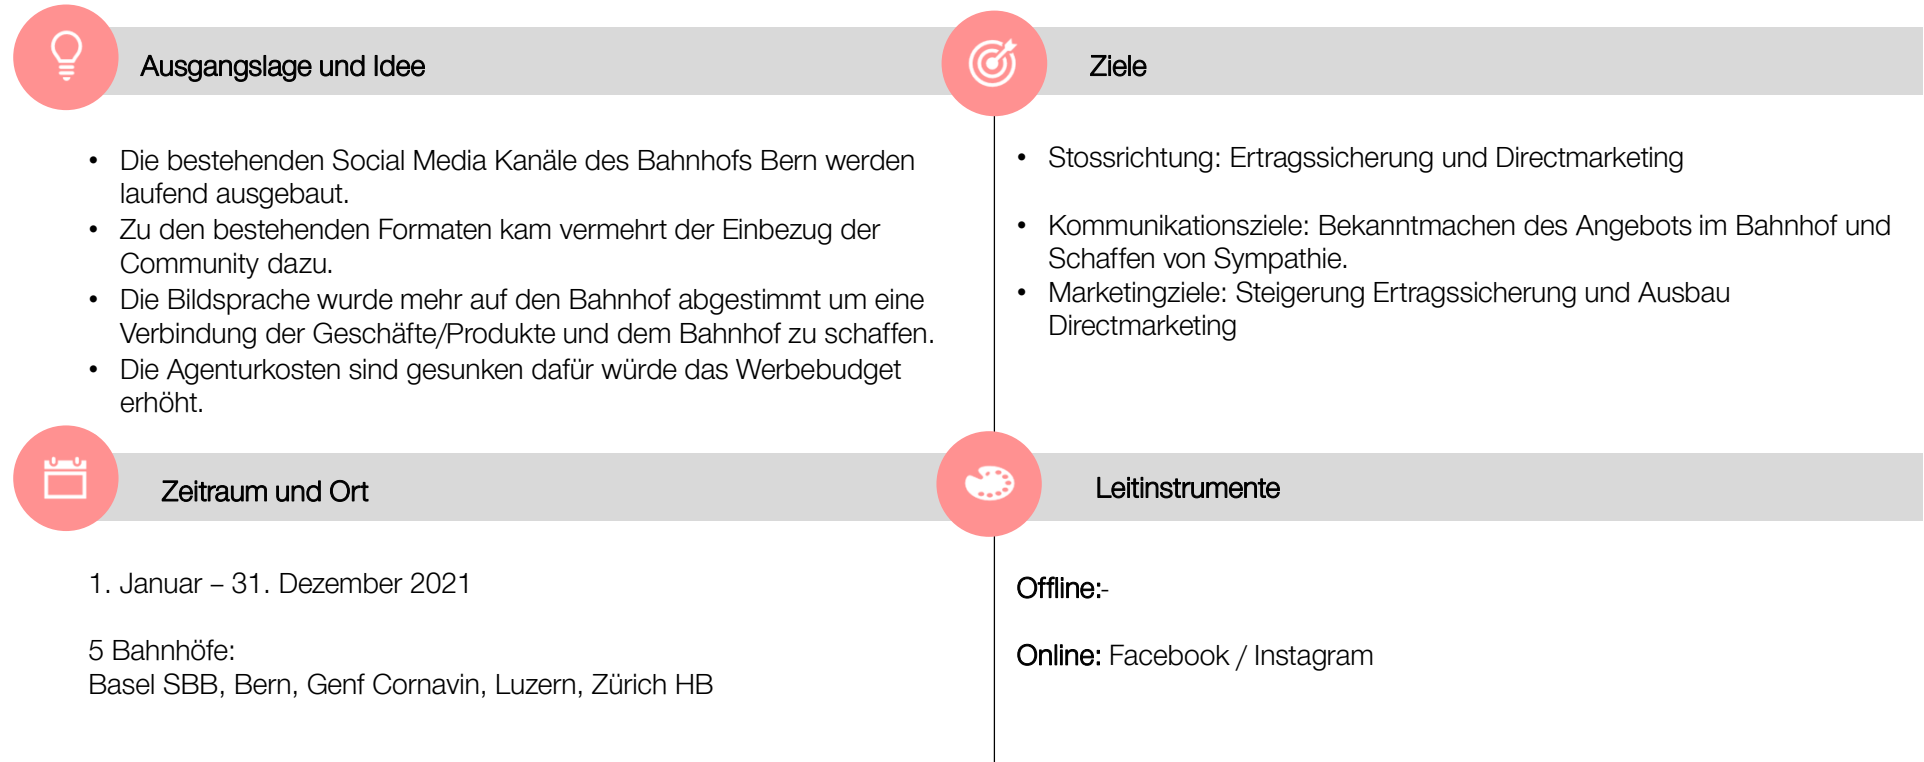 Ausgangslage und Idee
• Die bestehenden Social Media Kanäle des Bahnhofs Bern werden
laufend ausgebaut.
• Zu den bestehenden Formaten kam vermehrt der Einbezug der
Community dazu.
• Die Bildsprache wurde mehr auf den Bahnhof abgestimmt um eine
Verbindung der Geschäfte/Produkte und dem Bahnhof zu schaffen.
• Die Agenturkosten sind gesunken dafür würde das Werbebudget
erhöht.
Ziele
• Stossrichtung: Ertragssicherung und Directmarketing
• Kommunikationsziele: Bekanntmachen des Angebots im Bahnhof und
Schaffen von Sympathie.
• Marketingziele: Steigerung Ertragssicherung und Ausbau
Directmarketing
Zeitraum und Ort
1. Januar – 31. Dezember 2021
5 Bahnhöfe:
Basel SBB, Bern, Genf Cornavin, Luzern, Zürich HB
Leitinstrumente
Offline:-
Online: Facebook / Instagram